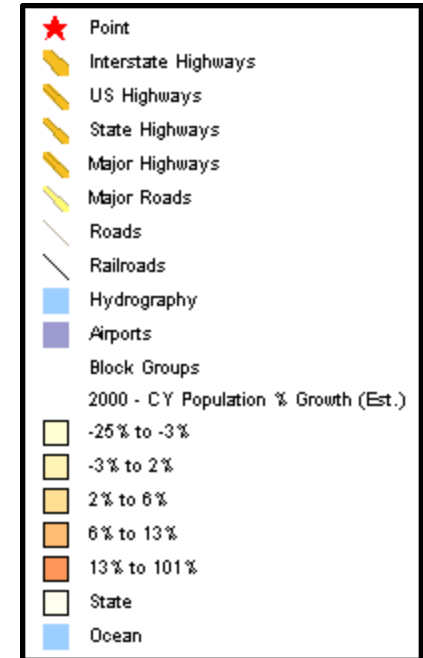 Point
Interstate Highways
US Highways
State Highways
Major Highways
Major Roads
Roads
Railroads
Hydrography
Airports
Block Groups
2000 - CY Population % Growth (Est.)
-25% to -3%
-3% to 2%
2% to 6%
6% to 13%
13% to 101%
State
Ocean